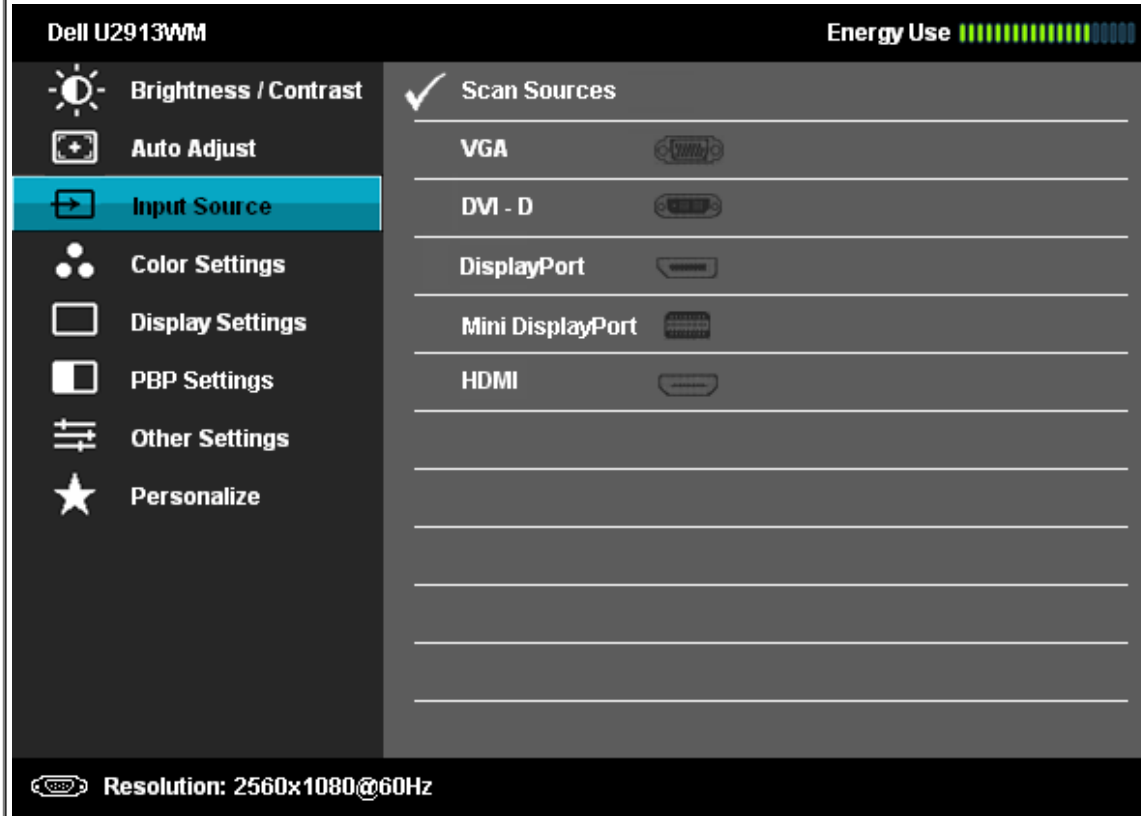 Dell U2913WM
Energy Use
Brightness / Contrast
Auto Adjust
Input Source
Color Settings
Display Settings
PBP Settings
Other Settings
Personalize
Scan Sources
VGA
DVI - D
DisplayPort
Mini DisplayPort
HDMI
Resolution: 2560x1080@60Hz